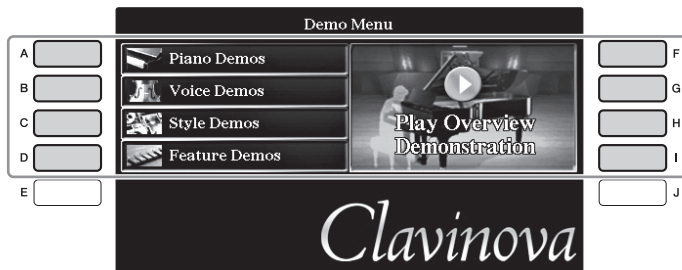 Demo Menu
A
Piano Demos
F
B
Voice Demos
G
C
Style Demos
Play Overview
H
D
Feature Demos
Demonstration
I
E
J
Clavinova